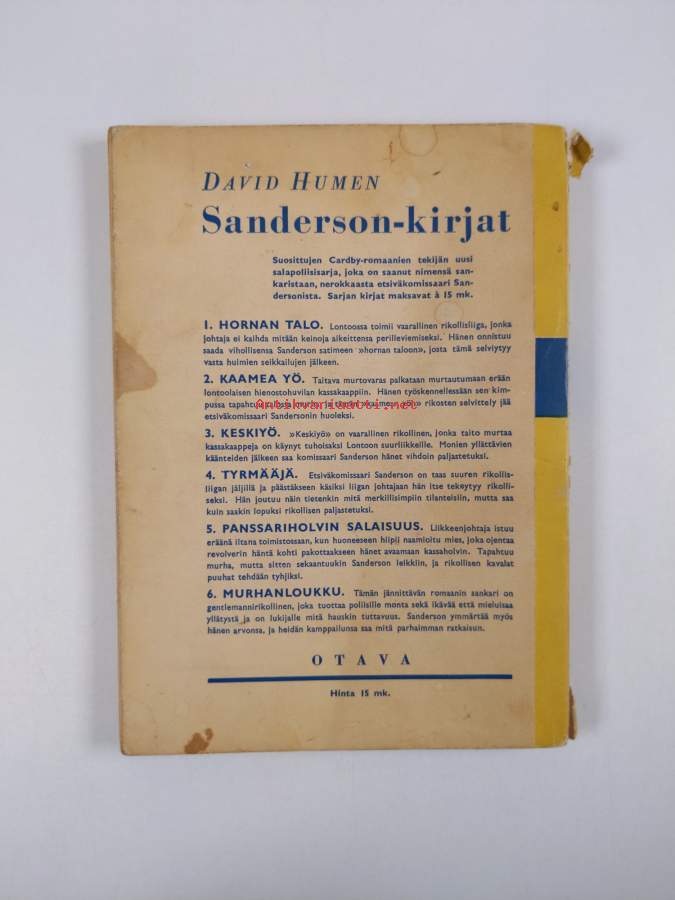 DAVID HUMEN
Sanderson-kirjat
Suosittujen Cardby-romaanien tekijän uusi
salapoliisisarja, joka on saanut nimensä san-
karistaan, nerokkaasta etsiväkomissaari San-
dersonista. Sarjan kirjat maksavat à 15 mk.
1. HORNAN TALO. Lontoossa toimii vaarallinen rikollisliiga, jonka
johtaja ei kaihda mitään keinoja aikeittensa perilleviemiseksi. Hänen onnistuu
saada vihollisensa Sanderson satimeen »hornan taloon», josta tämä selviytyy
vasta huimien seikkailujen jälkeen.
2. KAAMEA YÖ. Taitava murtovaras palkataan murtautumaan erään
lontoolaisen hienostohuvilan kassakaappiin. Hänen työskennellessään sen kim-
pussa tapahtuu murha, ja tämän »kaamean yön» rikosten selvittely jää
etsiväkomissaari Sandersonin huoleksi.
Antikvariaatti.net
3. KESKIYÖ. »Keskiyö» on vaarallinen rikollinen, jonka taito murtaa
kassakaappeja on käynyt tuhoisaksi Lontoon suurliikkeille. Monien yllättävien
käänteiden jälkeen saa komissaari Sanderson hänet vihdoin paljastetuksi.
4. TYRMÄÄJÄ. Etsiväkomissaari Sanderson on taas suuren rikollis-
liigan jäljillä ja päästäkseen käsiksi liigan johtajaan hän itse tekeytyy rikolli-
seksi. Hän joutuu näin tietenkin mitä merkillisimpiin tilanteisiin, mutta saa
kuin saakin lopuksi rikollisen paljastetuksi.
5. PANSSARIHOLVIN SALAISUUS. Liikkeenjohtaja istuu
eräänä iltana toimistossaan, kun huoneeseen hiipii naamioitu mies, joka ojentaa
revolverin häntä kohti pakottaakseen hänet avaamaan kassaholvin. Tapahtuu
murha, mutta sitten sekaantuukin Sanderson leikkiin, ja rikollisen kavalat
puuhat tehdään tyhjiksi.
6. MURHANLOUKKU. Tämän jännittävän romaanin sankari on
gentlemannirikollinen, joka tuottaa poliisille monta sekä ikävää että mieluisaa
yllätystä ja on lukijalle mitä hauskin tuttavuus. Sanderson ymmärtää myös
hänen arvonsa, ja heidän kamppailunsa saa mitä parhaimman ratkaisun.
OTAVA
Hinta 15 mk.